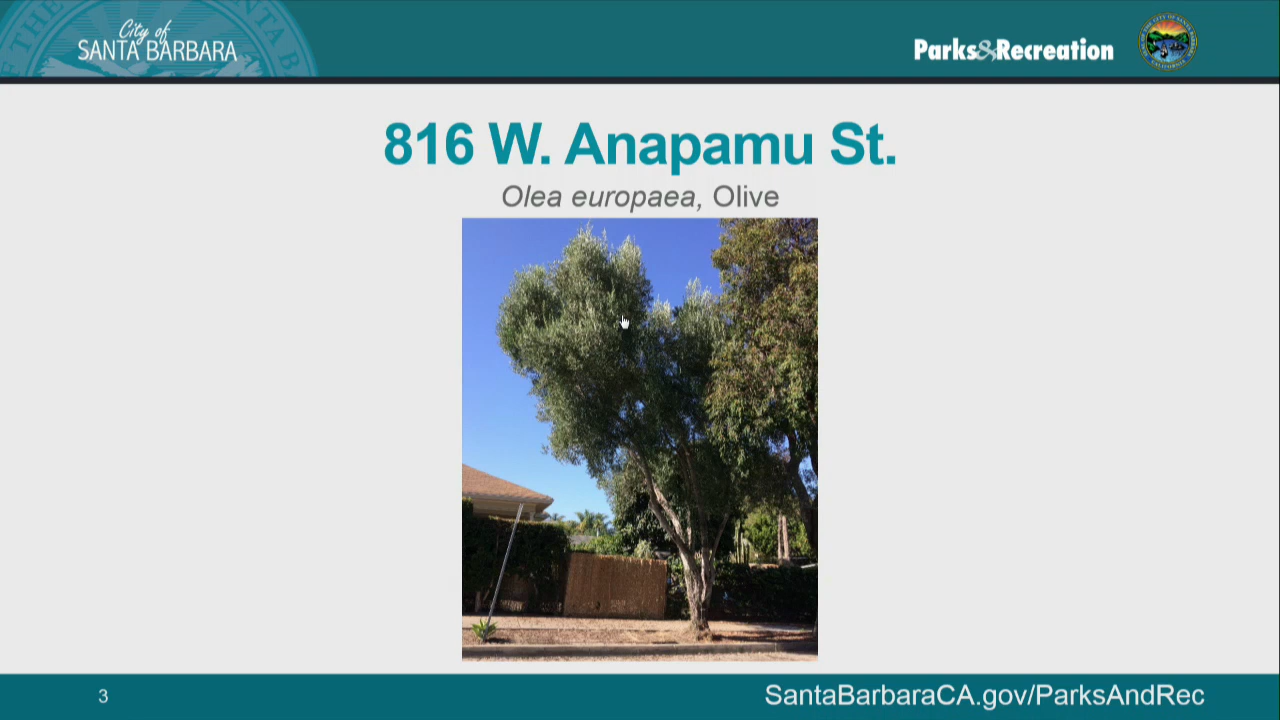 City of
SANTA BARBARA
Parks&Recreation
816 W. Anapamu St.
Olea europaea, Olive
3
SantaBarbaraCA.gov/ParksAndRec